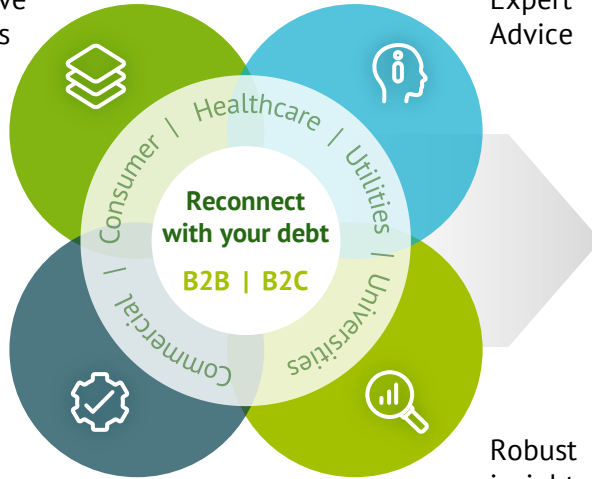 Expert
Advice
Consumer | Healthcare | Utilities | Universities
Commercial |
Reconnect
with your debt
B2B | B2C
Robust